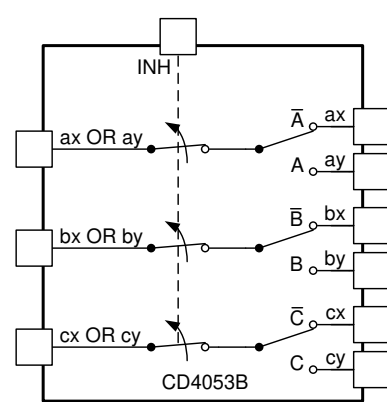 INH
A̅ ax
ax OR ay
A ay
B̅ bx
bx OR by
B by
C̅ cx
cx OR cy
C cy
CD4053B